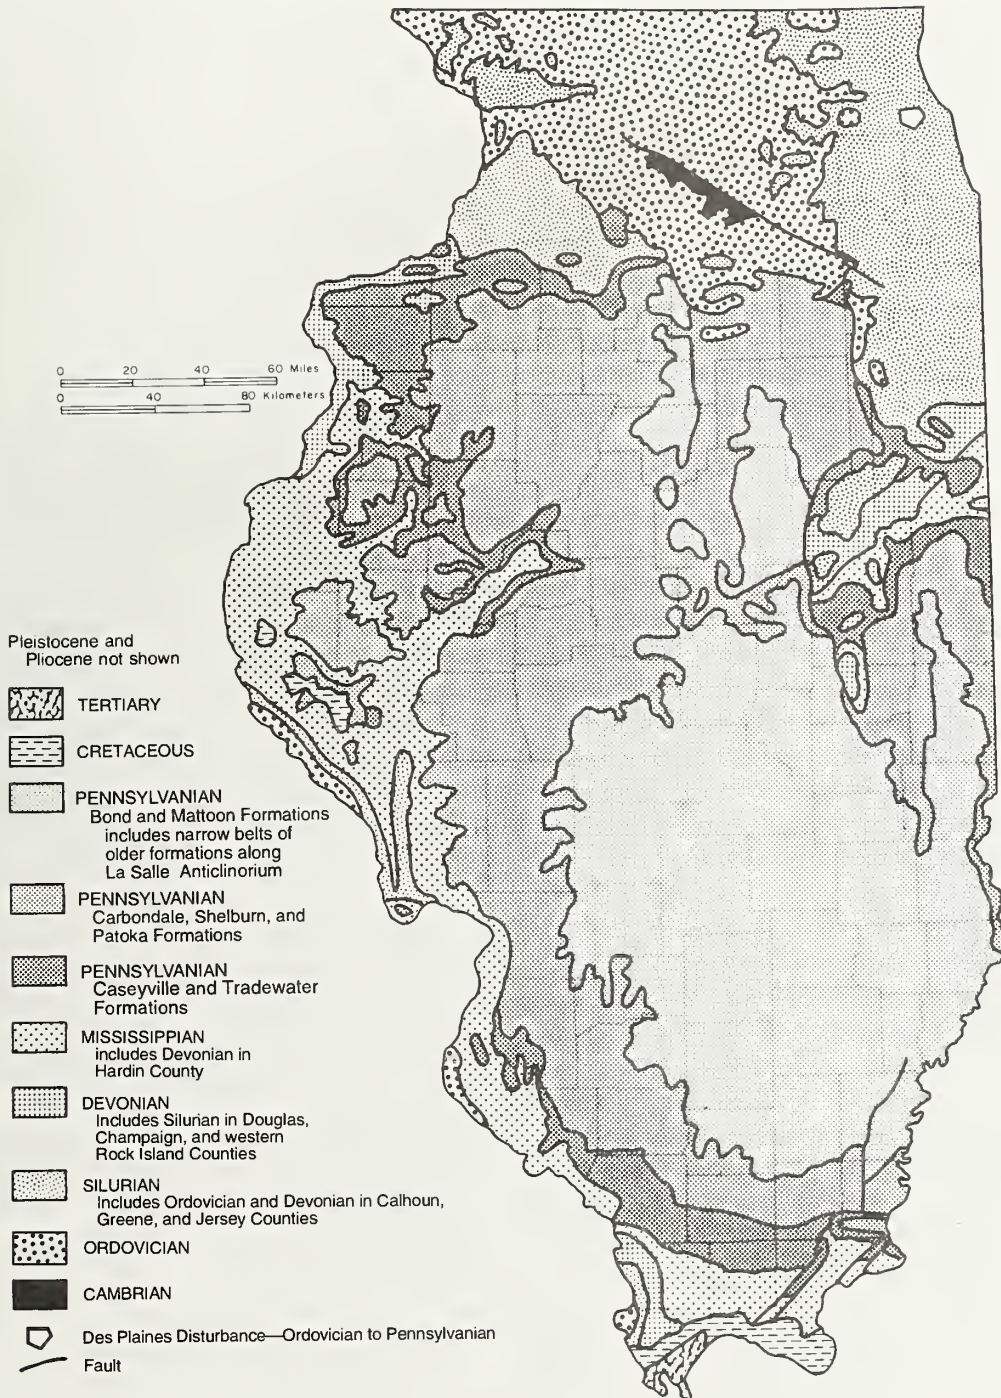 0 20 40 60 Miles
0 40 80 Kilometers
Pleistocene and
Pliocene not shown
TERTIARY
CRETACEOUS
PENNSYLVANIAN
Bond and Mattoon Formations
includes narrow belts of
older formations along
La Salle Anticlinorium
PENNSYLVANIAN
Carbondale, Shelburn, and
Patoka Formations
PENNSYLVANIAN
Caseyville and Tradewater
Formations
MISSISSIPPIAN
includes Devonian in
Hardin County
DEVONIAN
Includes Silurian in Douglas,
Champaign, and western
Rock Island Counties
SILURIAN
Includes Ordovician and Devonian in Calhoun,
Greene, and Jersey Counties
ORDOVICIAN
CAMBRIAN
Des Plaines Disturbance—Ordovician to Pennsylvanian
Fault